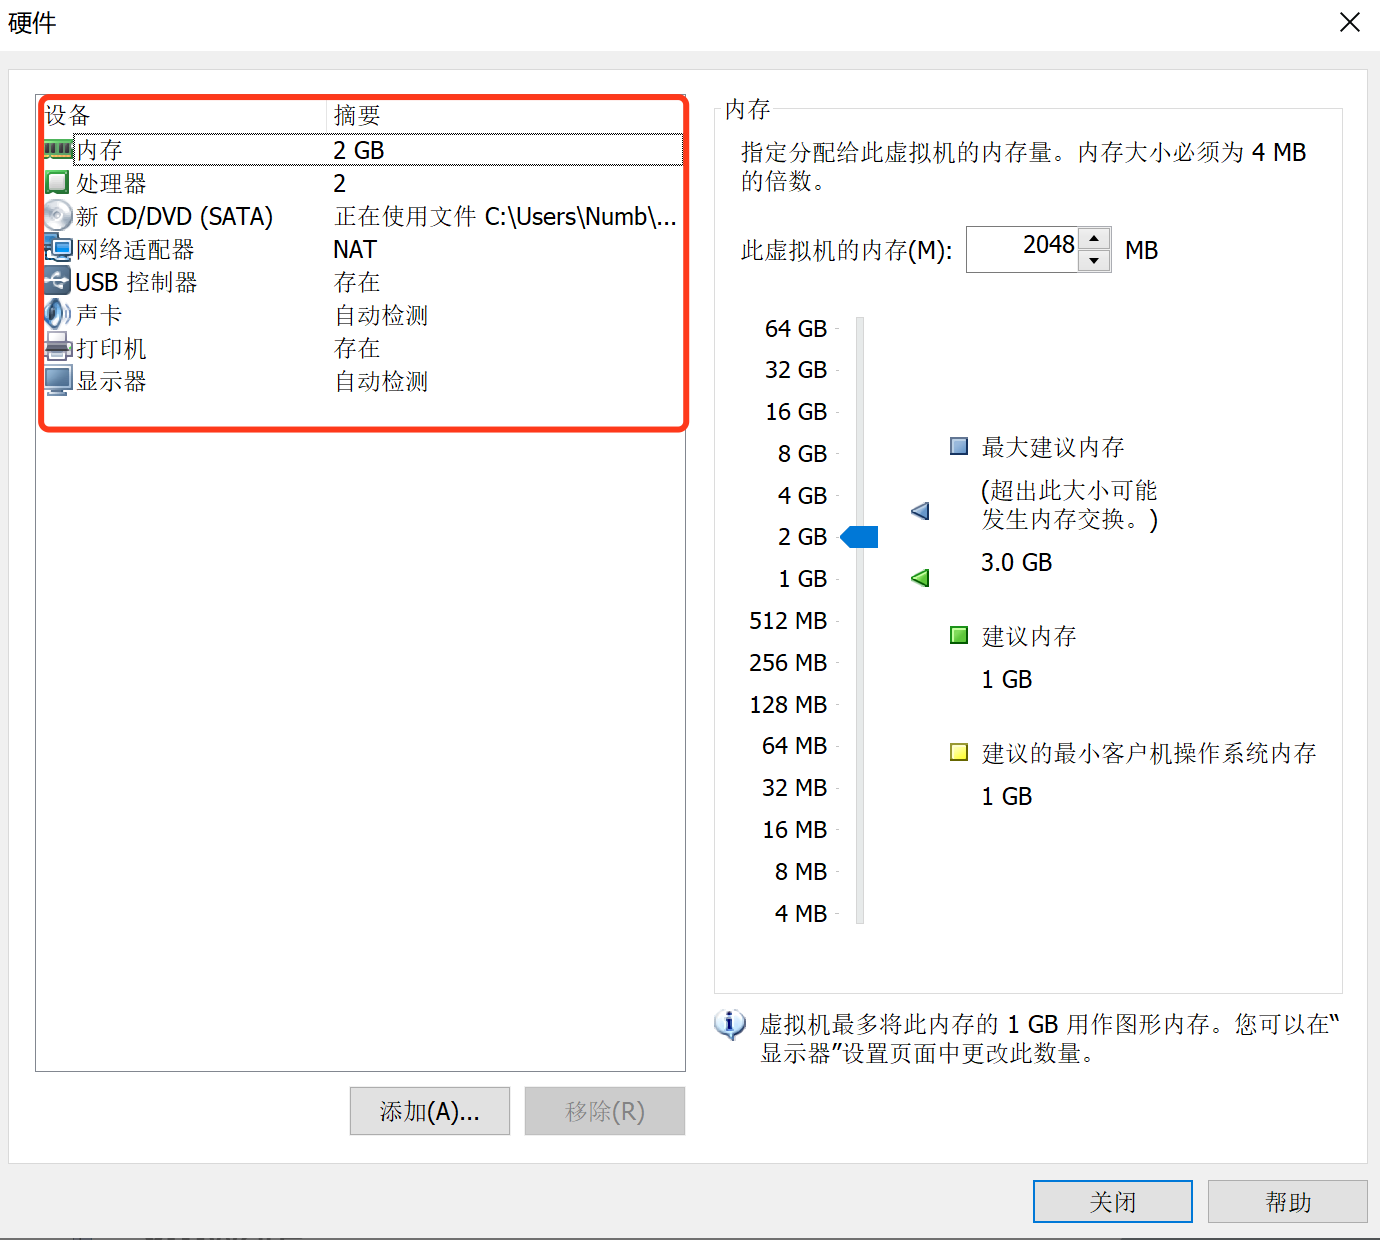 硬件
设备 摘要
内存 2 GB
处理器 2
新 CD/DVD (SATA) 正在使用文件 C:\Users\Numb\...
网络适配器 NAT
USB 控制器 存在
声卡 自动检测
打印机 存在
显示器 自动检测
添加(A)... 移除(R)
内存
指定分配给此虚拟机的内存量。内存大小必须为 4 MB
的倍数。
此虚拟机的内存(M): 2048 MB
64 GB
32 GB
16 GB
8 GB
4 GB
2 GB
1 GB
512 MB
256 MB
128 MB
64 MB
32 MB
16 MB
8 MB
4 MB
最大建议内存
(超出此大小可能
发生内存交换。)
3.0 GB
建议内存
1 GB
建议的最小客户机操作系统内存
1 GB
虚拟机最多将此内存的 1 GB 用作图形内存。您可以在“
显示器”设置页面中更改此数量。
关闭 帮助